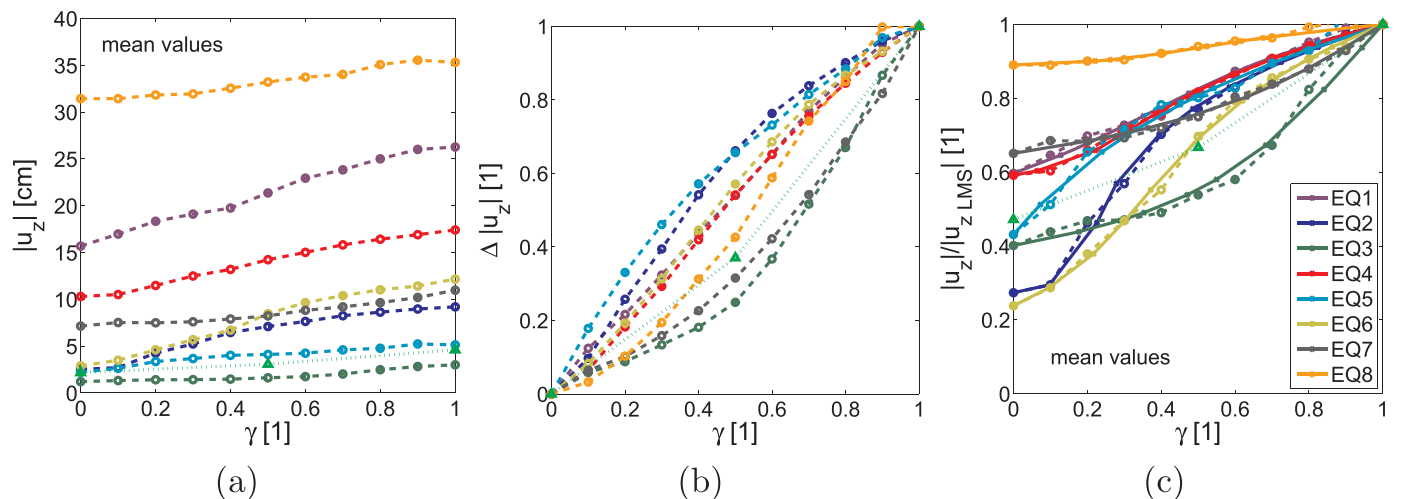 mean values
|u_z| [cm]
40
35
30
25
20
15
10
5
0
0 0.2 0.4 0.6 0.8 1
γ [1]
(a)
Δ |u_z| [1]
1
0.8
0.6
0.4
0.2
0
0 0.2 0.4 0.6 0.8 1
γ [1]
(b)
|u_z|/|u_z LMS| [1]
1
0.8
0.6
0.4
0.2
0 0.2 0.4 0.6 0.8 1
γ [1]
mean values
EQ1
EQ2
EQ3
EQ4
EQ5
EQ6
EQ7
EQ8
(c)